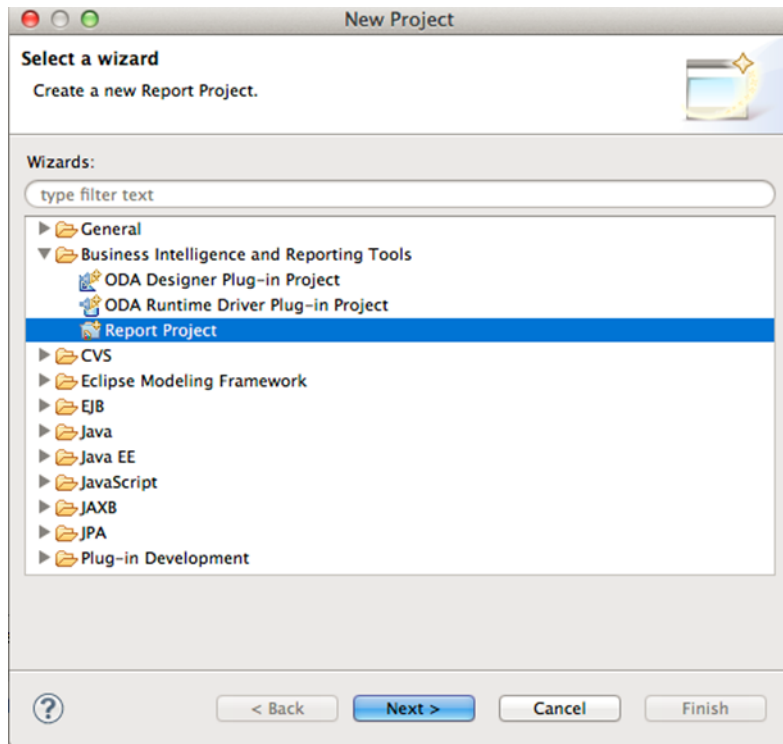 New Project
Select a wizard
Create a new Report Project.
Wizards:
type filter text
General
Business Intelligence and Reporting Tools
ODA Designer Plug-in Project
ODA Runtime Driver Plug-in Project
Report Project
CVS
Eclipse Modeling Framework
EJB
Java
Java EE
JavaScript
JAXB
JPA
Plug-in Development
? < Back Next > Cancel Finish